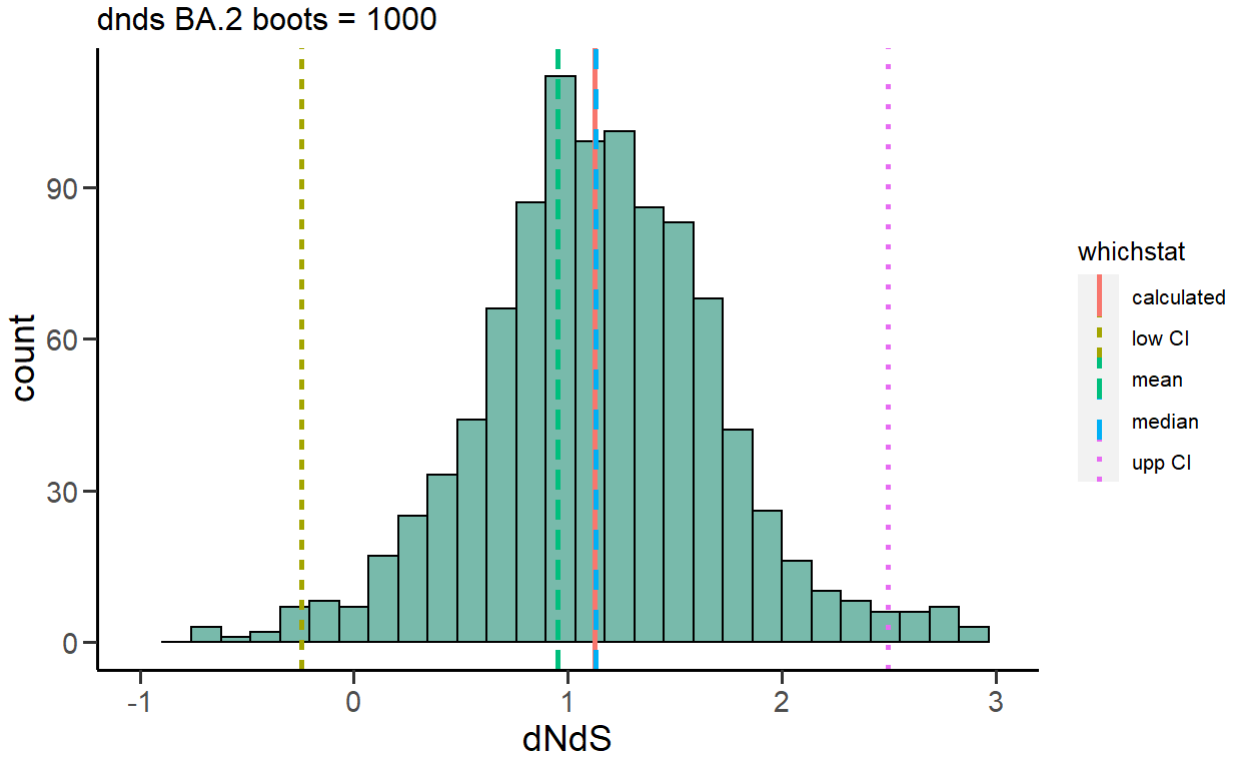 dnds BA.2 boots = 1000
90
60
30
0
count
-1
0
1
2
3
dNdS
whichstat
calculated
low CI
mean
median
upp CI